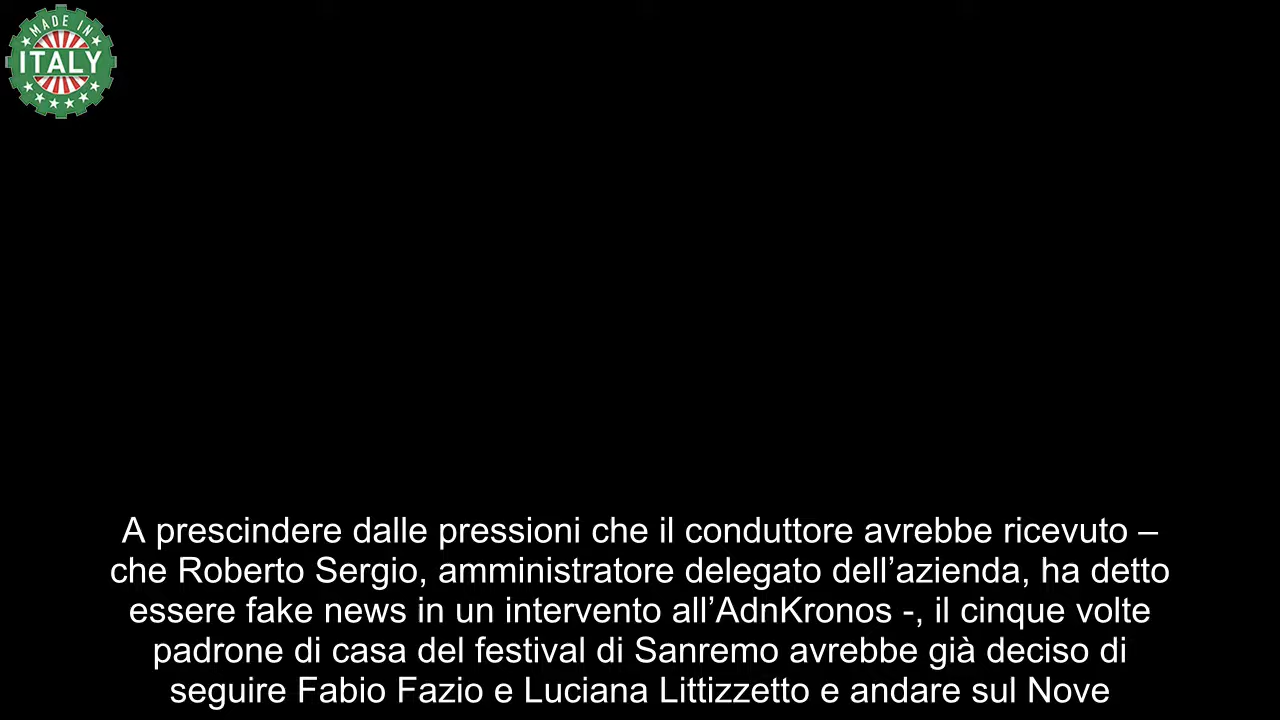 MADE IN
ITALY
A prescindere dalle pressioni che il conduttore avrebbe ricevuto –
che Roberto Sergio, amministratore delegato dell’azienda, ha detto
essere fake news in un intervento all’AdnKronos -, il cinque volte
padrone di casa del festival di Sanremo avrebbe già deciso di
seguire Fabio Fazio e Luciana Littizzetto e andare sul Nove